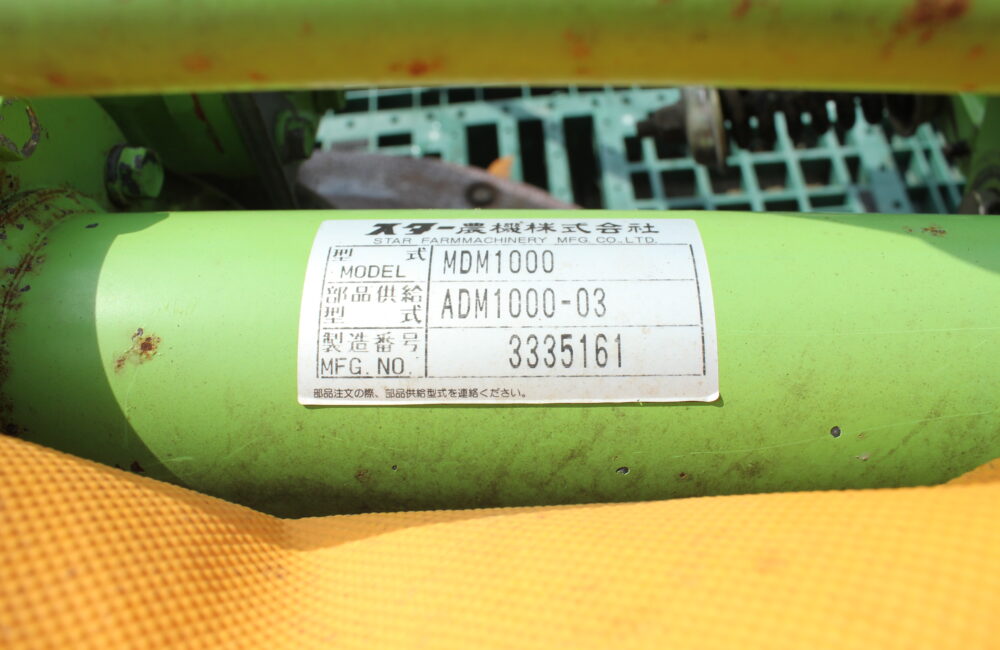 スター農機株式会社
STAR FARMMACHINERY MFG.CO.,LTD.
型式 MDM1000
MODEL
部品供給 ADM1000-03
型式
製造番号 3335161
MFG.NO.
部品注文の際、部品供給型式を連絡ください。